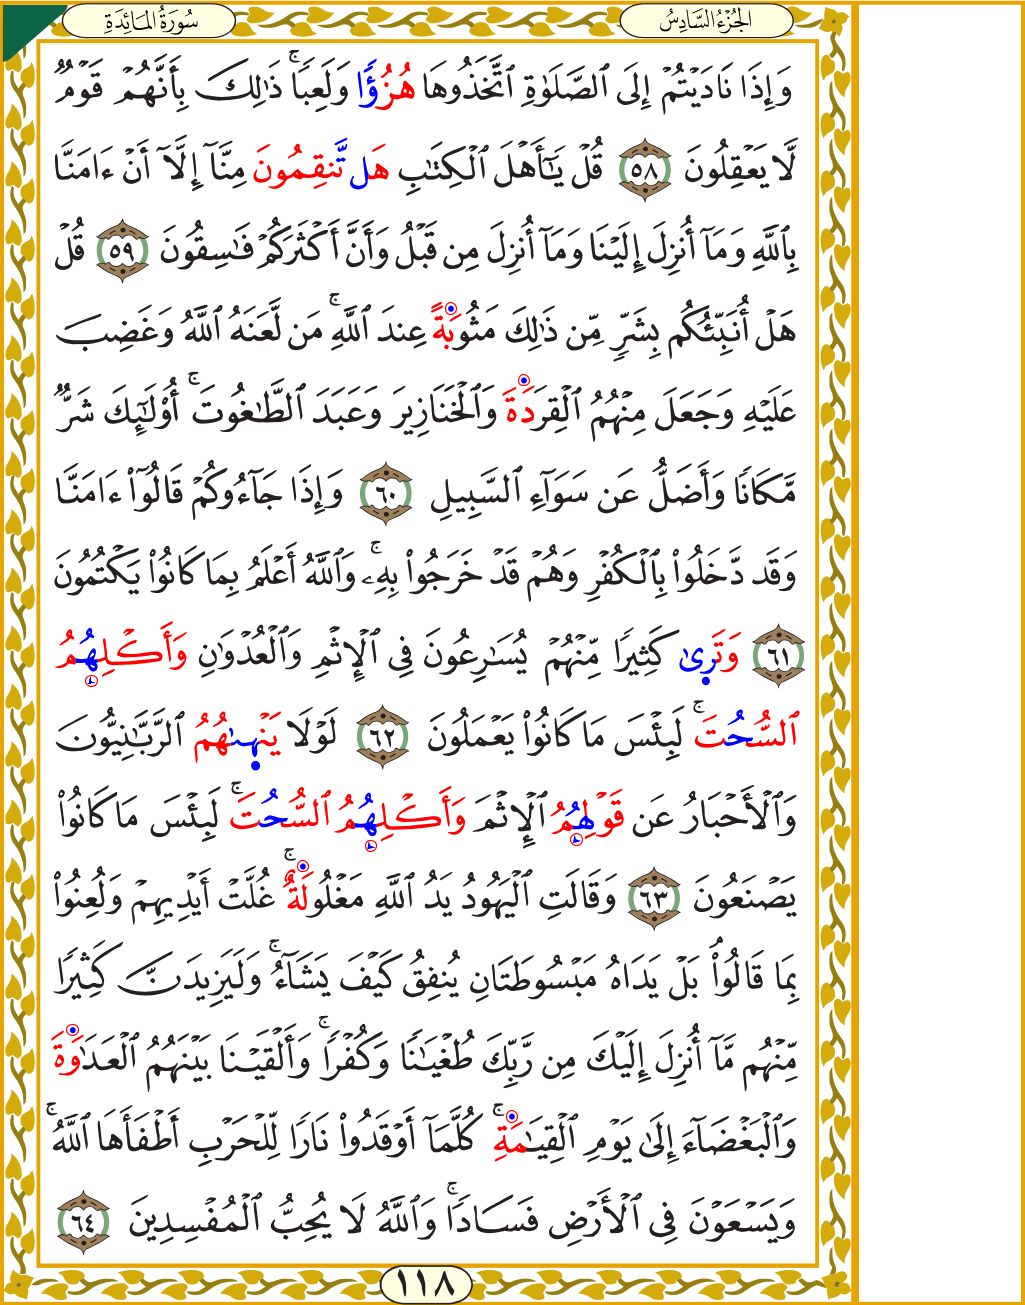 الجُزْءُ السَّادِسُ
سُورَةُ المَائِدَةِ
وَإِذَا نَادَيْتُمْ إِلَى ٱلصَّلَوٰةِ ٱتَّخَذُوهَا هُزُؤًا وَلَعِبًاۚ ذَٰلِكَ بِأَنَّهُمْ قَوْمٌ
لَّا يَعْقِلُونَ ٥٨ قُلْ يَٰٓأَهْلَ ٱلْكِتَٰبِ هَل تَّنقِمُونَ مِنَّآ إِلَّآ أَنْ ءَامَنَّا
بِٱللَّهِ وَمَآ أُنزِلَ إِلَيْنَا وَمَآ أُنزِلَ مِن قَبْلُ وَأَنَّ أَكْثَرَكُمْ فَٰسِقُونَ ٥٩ قُلْ
هَلْ أُنَبِّئُكُم بِشَرٍّ مِّن ذَٰلِكَ مَثُوبَةً عِندَ ٱللَّهِۚ مَن لَّعَنَهُ ٱللَّهُ وَغَضِبَ
عَلَيْهِ وَجَعَلَ مِنْهُمُ ٱلْقِرَدَةَ وَٱلْخَنَازِيرَ وَعَبَدَ ٱلطَّٰغُوتَۚ أُوْلَٰٓئِكَ شَرٌّ
مَّكَانًا وَأَضَلُّ عَن سَوَآءِ ٱلسَّبِيلِ ٦٠ وَإِذَا جَآءُوكُمْ قَالُوٓاْ ءَامَنَّا
وَقَد دَّخَلُواْ بِٱلْكُفْرِ وَهُمْ قَدْ خَرَجُواْ بِهِۦۚ وَٱللَّهُ أَعْلَمُ بِمَا كَانُواْ يَكْتُمُونَ
٦١ وَتَرِىٰ كَثِيرًا مِّنْهُمْ يُسَٰرِعُونَ فِى ٱلْإِثْمِ وَٱلْعُدْوَٰنِ وَأَكْلِهُمُ
ٱلسُّحُتَۚ لَبِئْسَ مَا كَانُواْ يَعْمَلُونَ ٦٢ لَوْلَا يَنْهِىٰهُمُ ٱلرَّبَّٰنِيُّونَ
وَٱلْأَحْبَارُ عَن قَوْلِهُمُ ٱلْإِثْمَ وَأَكْلِهُمُ ٱلسُّحُتَۚ لَبِئْسَ مَا كَانُواْ
يَصْنَعُونَ ٦٣ وَقَالَتِ ٱلْيَهُودُ يَدُ ٱللَّهِ مَغْلُولَةٌۚ غُلَّتْ أَيْدِيهِمْ وَلُعِنُواْ
بِمَا قَالُواْۘ بَلْ يَدَاهُ مَبْسُوطَتَانِ يُنفِقُ كَيْفَ يَشَآءُۚ وَلَيَزِيدَنَّ كَثِيرًا
مِّنْهُم مَّآ أُنزِلَ إِلَيْكَ مِن رَّبِّكَ طُغْيَٰنًا وَكُفْرًاۚ وَأَلْقَيْنَا بَيْنَهُمُ ٱلْعَدَٰوَةَ
وَٱلْبَغْضَآءَ إِلَىٰ يَوْمِ ٱلْقِيَٰمَةِۚ كُلَّمَآ أَوْقَدُواْ نَارًا لِّلْحَرْبِ أَطْفَأَهَا ٱللَّهُۚ
وَيَسْعَوْنَ فِى ٱلْأَرْضِ فَسَادًاۚ وَٱللَّهُ لَا يُحِبُّ ٱلْمُفْسِدِينَ ٦٤
١١٨